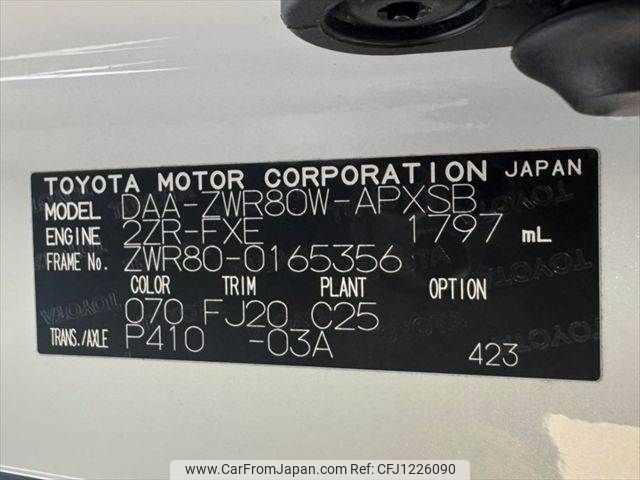 TOYOTA MOTOR CORPORATION JAPAN
MODEL DAA-ZWR80W-APXSB
ENGINE 2ZR-FXE 1797 mL
FRAME No. ZWR80-0165356
COLOR TRIM PLANT OPTION
070 FJ20 C25
TRANS./AXLE P410 -03A
423
www.CarFromJapan.com - CFJ1226090